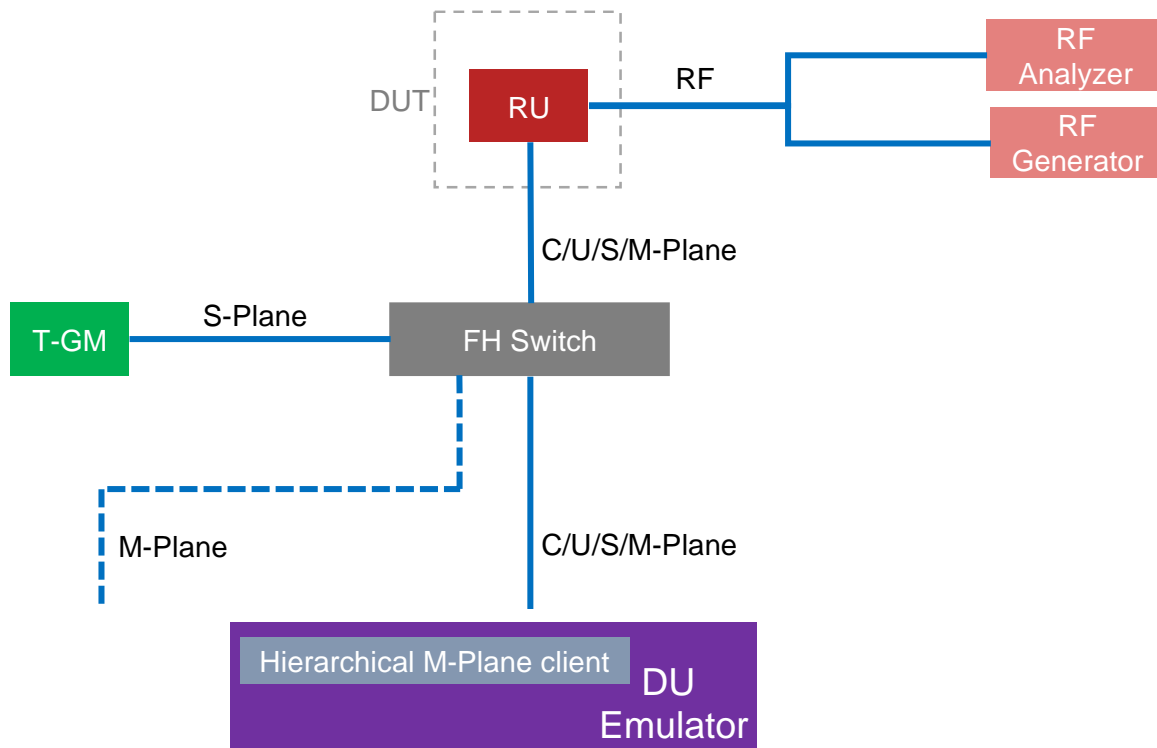 RF
Analyzer
RF
DUT
RU
RF
Generator
C/U/S/M-Plane
S-Plane
T-GM
FH Switch
M-Plane
C/U/S/M-Plane
Hierarchical M-Plane client
DU
Emulator